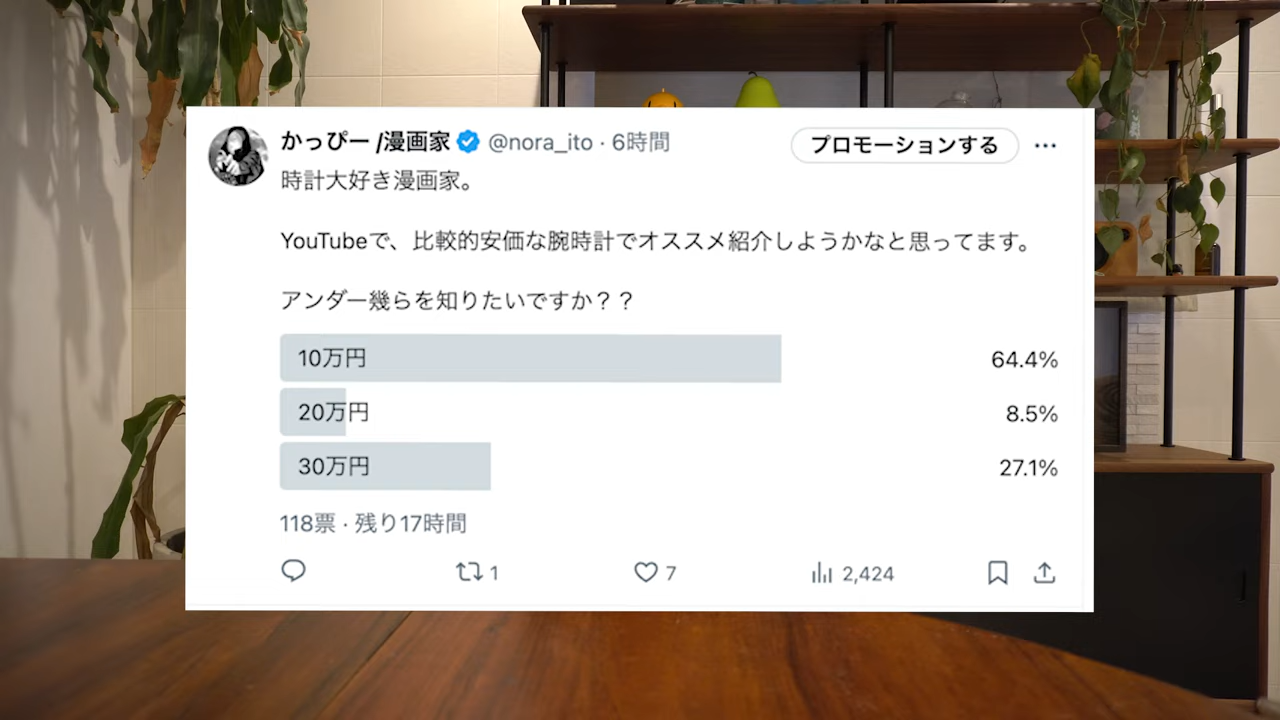 かっぴー /漫画家 @nora_ito · 6時間
プロモーションする
時計大好き漫画家。
YouTubeで、比較的安価な腕時計でオススメ紹介しようかなと思ってます。
アンダー幾らを知りたいですか？？
10万円 64.4%
20万円 8.5%
30万円 27.1%
118票 · 残り17時間
1 7 2,424